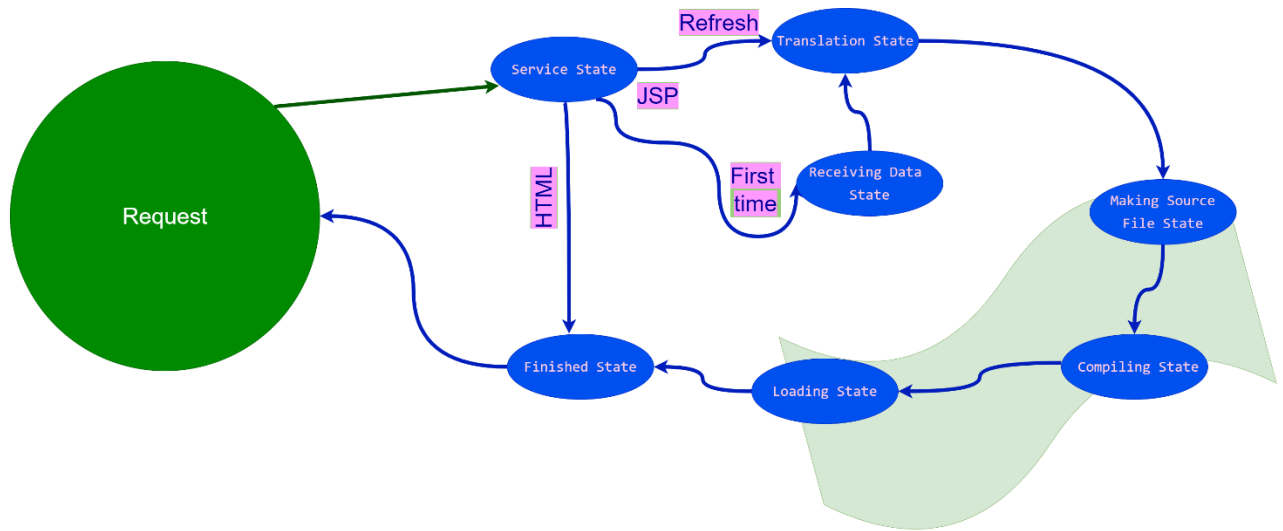 Refresh
Translation State
Service State
JSP
HTML
First
time
Receiving Data
State
Request
Making Source
File State
Finished State
Loading State
Compiling State